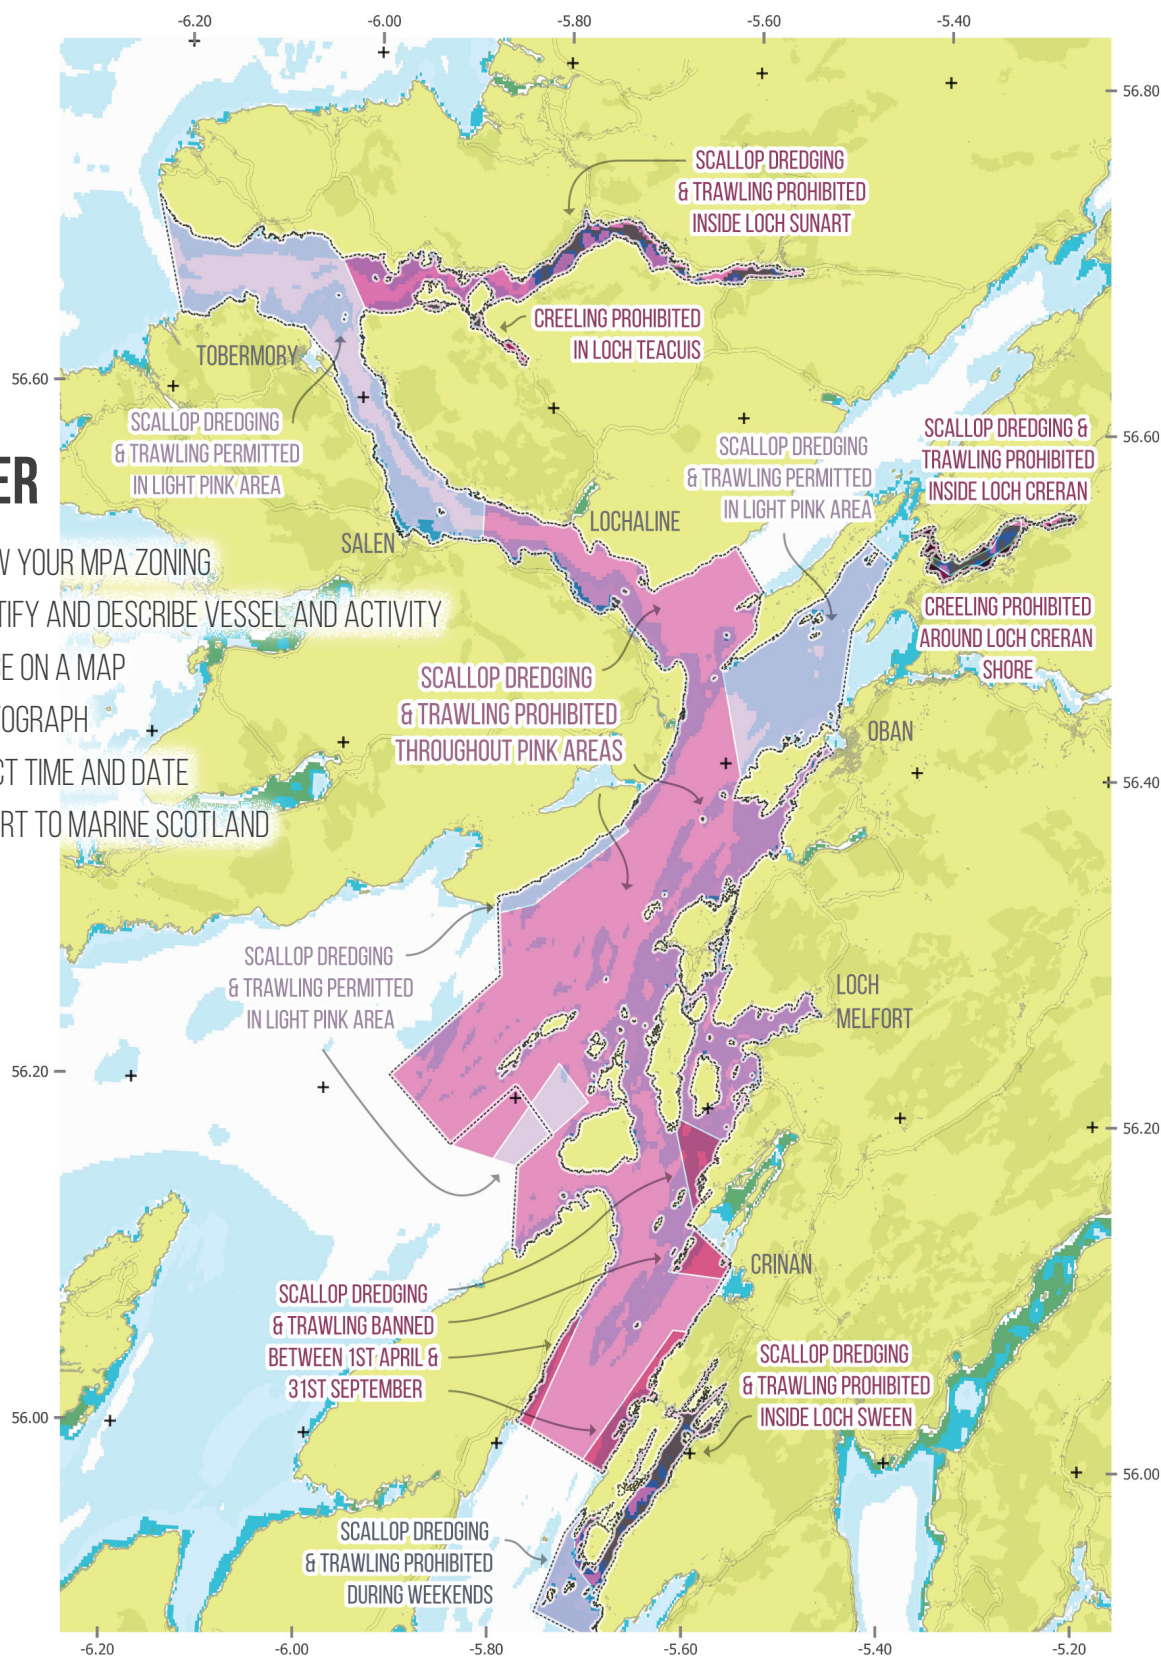 -6.20
-6.00
-5.80
-5.60
-5.40
56.80
SCALLOP DREDGING
& TRAWLING PROHIBITED
INSIDE LOCH SUNART
CREELING PROHIBITED
IN LOCH TEACUIS
TOBERMORY
56.60
SCALLOP DREDGING
& TRAWLING PERMITTED
IN LIGHT PINK AREA
SCALLOP DREDGING
& TRAWLING PERMITTED
IN LIGHT PINK AREA
SCALLOP DREDGING &
TRAWLING PROHIBITED
INSIDE LOCH CRERAN
56.60
ER
LOCHALINE
SALEN
W YOUR MPA ZONING
TIFY AND DESCRIBE VESSEL AND ACTIVITY
E ON A MAP
TOGRAPH
CT TIME AND DATE
RT TO MARINE SCOTLAND
CREELING PROHIBITED
AROUND LOCH CRERAN
SHORE
SCALLOP DREDGING
& TRAWLING PROHIBITED
THROUGHOUT PINK AREAS
OBAN
56.40
SCALLOP DREDGING
& TRAWLING PERMITTED
IN LIGHT PINK AREA
LOCH
MELFORT
56.20
56.20
CRINAN
SCALLOP DREDGING
& TRAWLING BANNED
BETWEEN 1ST APRIL &
31ST SEPTEMBER
SCALLOP DREDGING
& TRAWLING PROHIBITED
INSIDE LOCH SWEEN
56.00
56.00
SCALLOP DREDGING
& TRAWLING PROHIBITED
DURING WEEKENDS
-6.20
-6.00
-5.80
-5.60
-5.40
-5.20